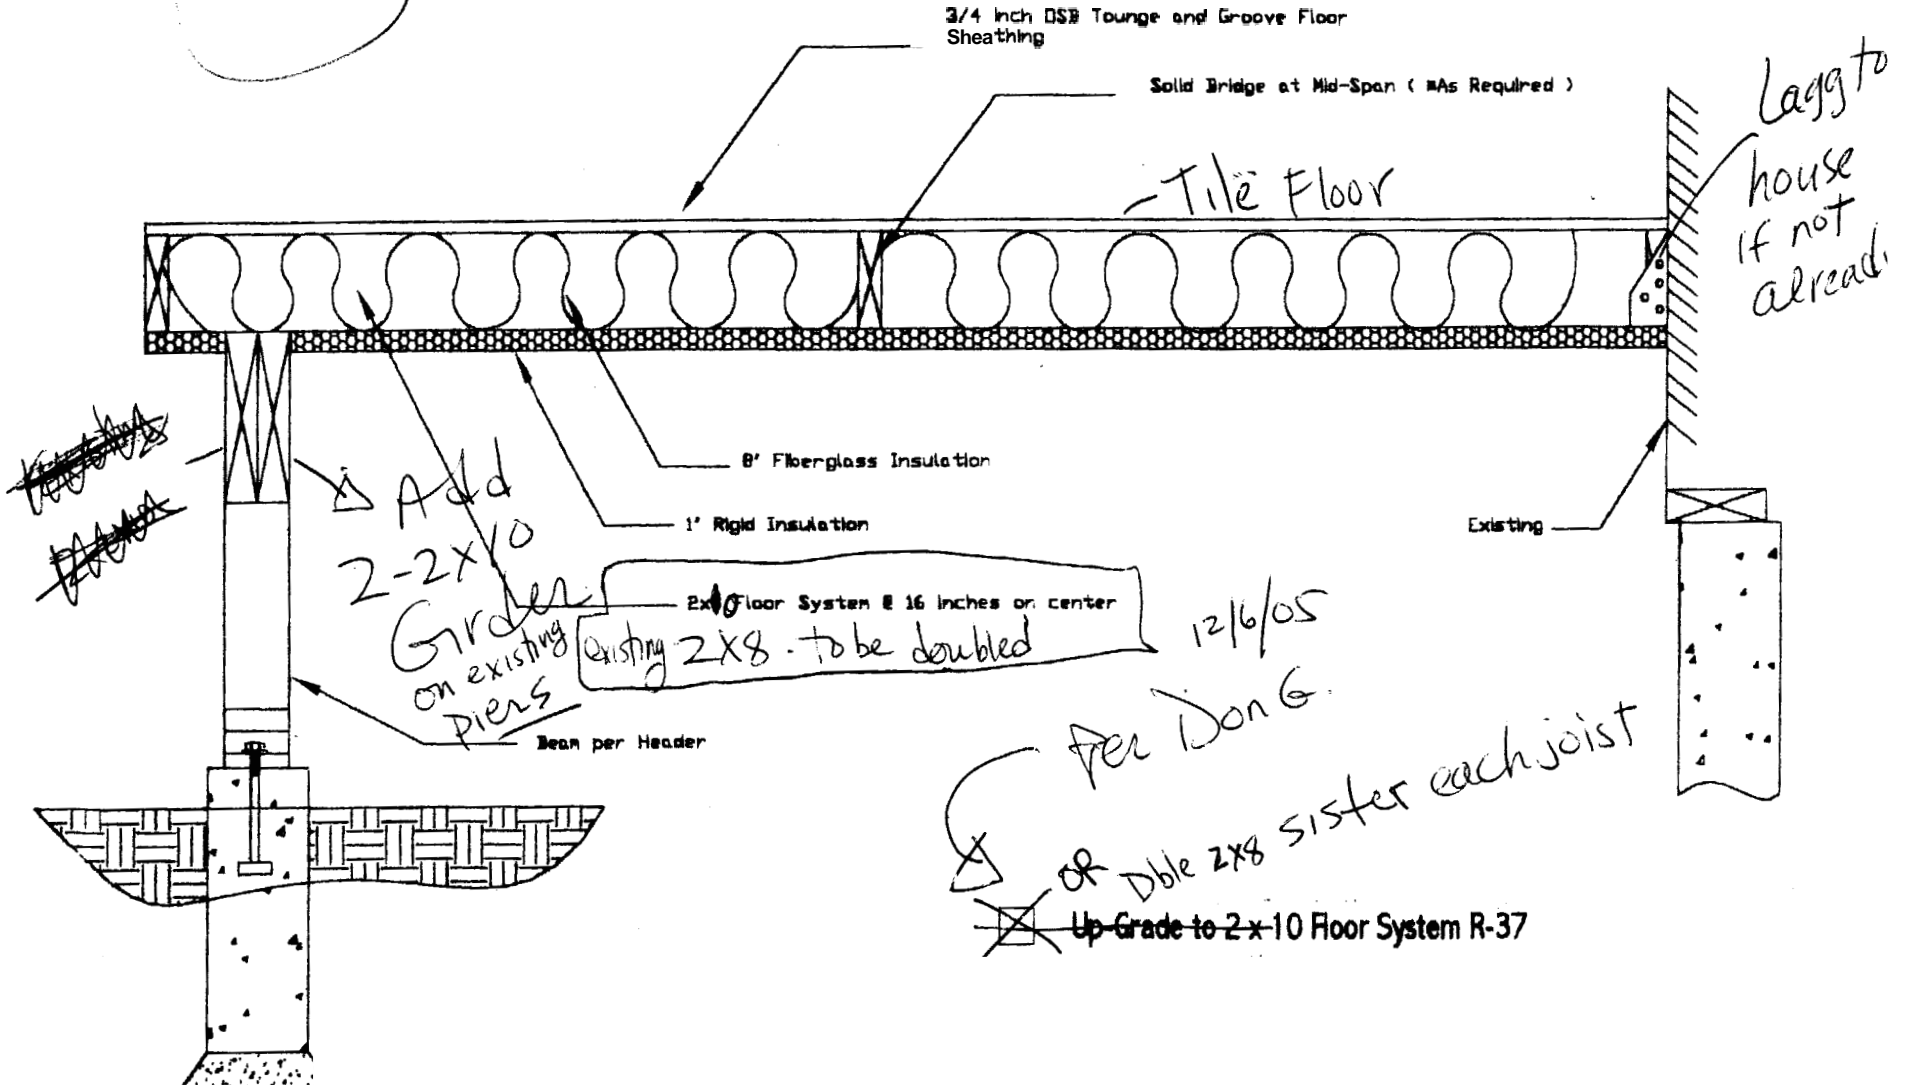 3/4 Inch OSB Tounge and Groove Floor
Sheathing
Solid Bridge at Mid-Span ( *As Required )
Lagg to
house
if not
alread.
Tile Floor
8" Fiberglass Insulation
1" Rigid Insulation
Existing
Add
2-2x10
Girder
on existing
piers
2x10 Floor System @ 16 Inches on center
existing 2x8 - to be doubled
12/6/05
Per Don G.
Beam per Header
OR Dble 2x8 sister each joist
Up-Grade to 2 x 10 Floor System R-37